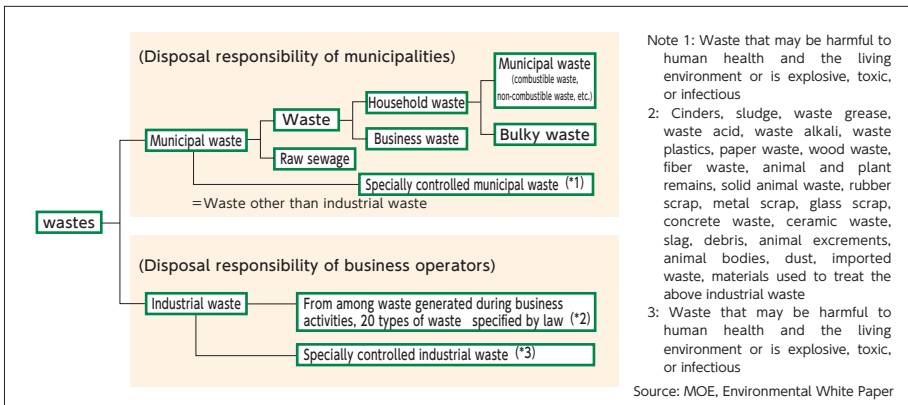 (Disposal responsibility of municipalities)
Municipal waste
(combustible waste,
non-combustible waste, etc.)
Household waste
Waste
Bulky waste
Business waste
Municipal waste
Raw sewage
Specially controlled municipal waste (*1)
=Waste other than industrial waste
wastes
(Disposal responsibility of business operators)
Industrial waste
From among waste generated during business
activities, 20 types of waste specified by law (*2)
Specially controlled industrial waste (*3)
Note 1: Waste that may be harmful to
human health and the living
environment or is explosive, toxic,
or infectious
2: Cinders, sludge, waste grease,
waste acid, waste alkali, waste
plastics, paper waste, wood waste,
fiber waste, animal and plant
remains, solid animal waste, rubber
scrap, metal scrap, glass scrap,
concrete waste, ceramic waste,
slag, debris, animal excrements,
animal bodies, dust, imported
waste, materials used to treat the
above industrial waste
3: Waste that may be harmful to
human health and the living
environment or is explosive, toxic,
or infectious
Source: MOE, Environmental White Paper